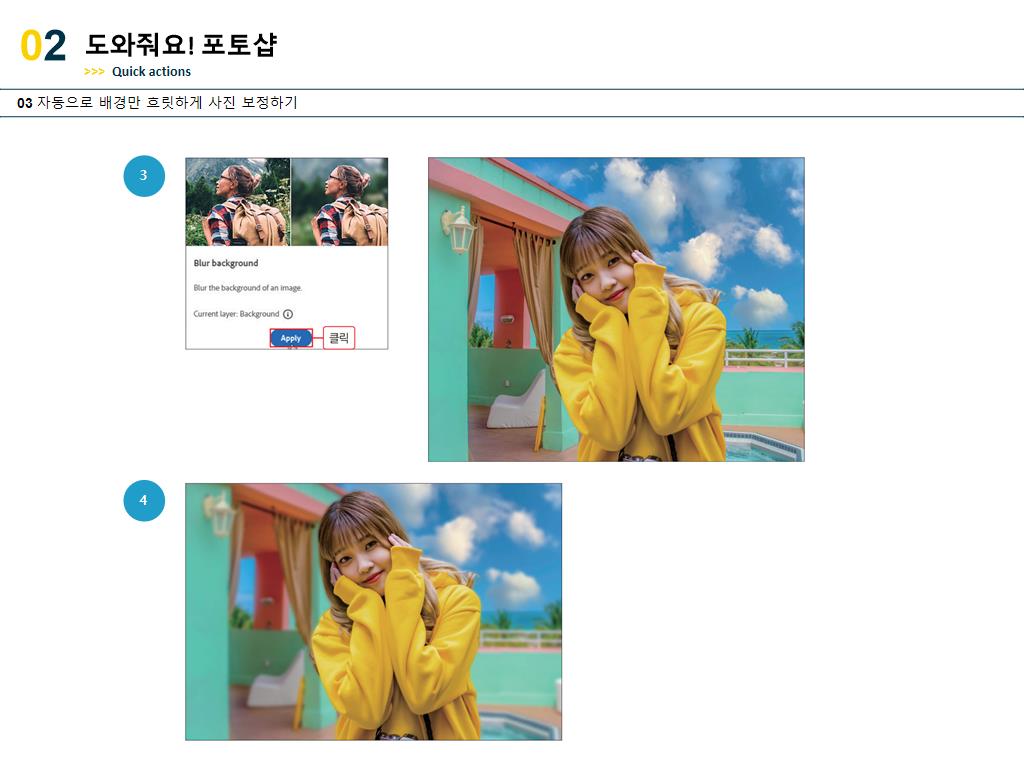 02 도와줘요! 포토샵
>>> Quick actions
03 자동으로 배경만 흐릿하게 사진 보정하기
3
Blur background
Blur the background of an image.
Current layer: Background
Apply
클릭
4